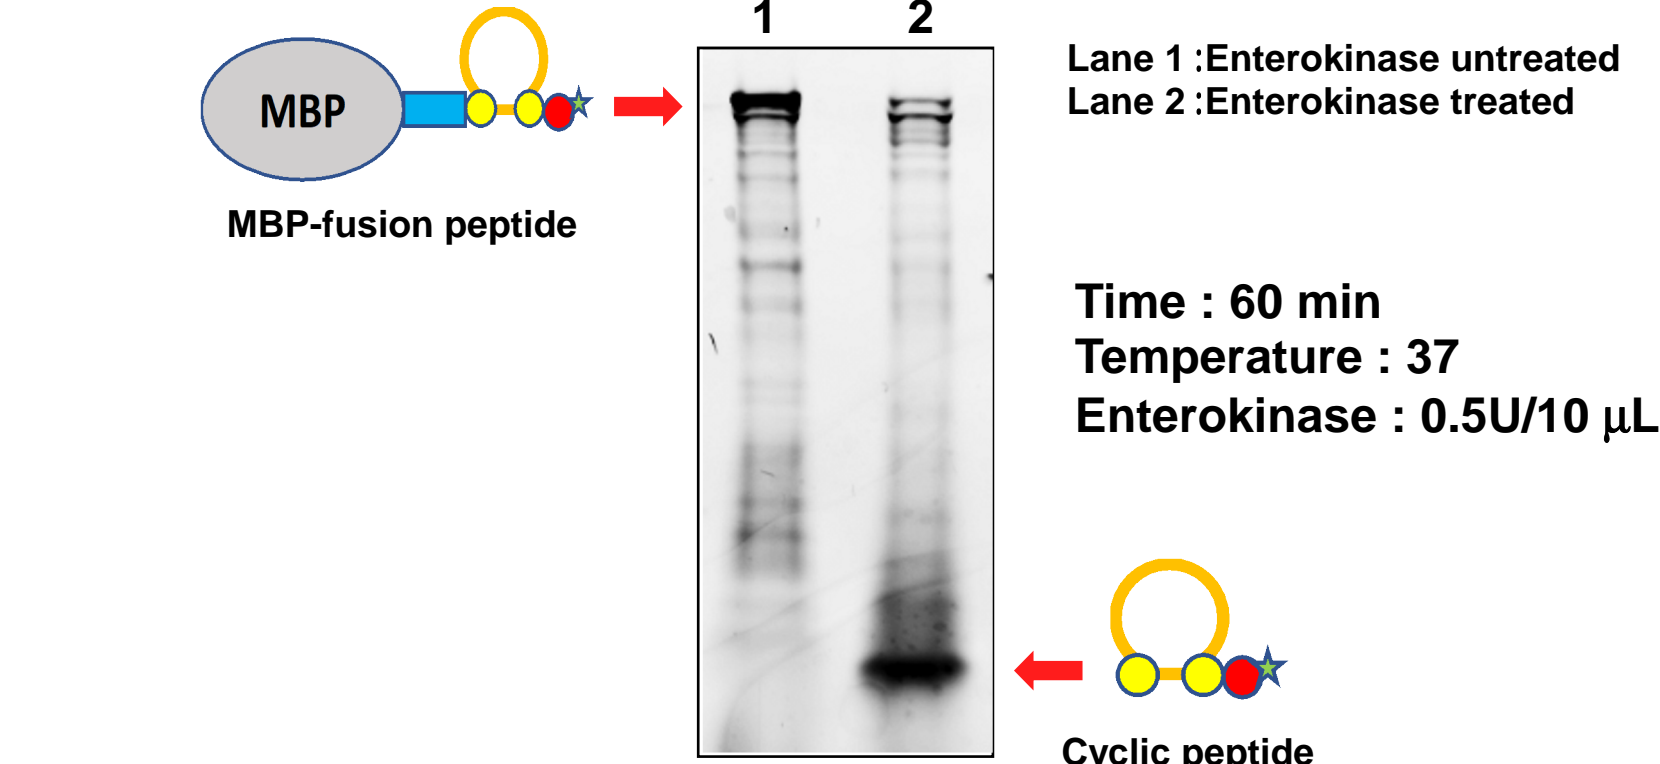 1 2
Lane 1 :Enterokinase untreated
Lane 2 :Enterokinase treated
MBP
MBP-fusion peptide
Time : 60 min
Temperature : 37
Enterokinase : 0.5U/10 μL
Cyclic peptide